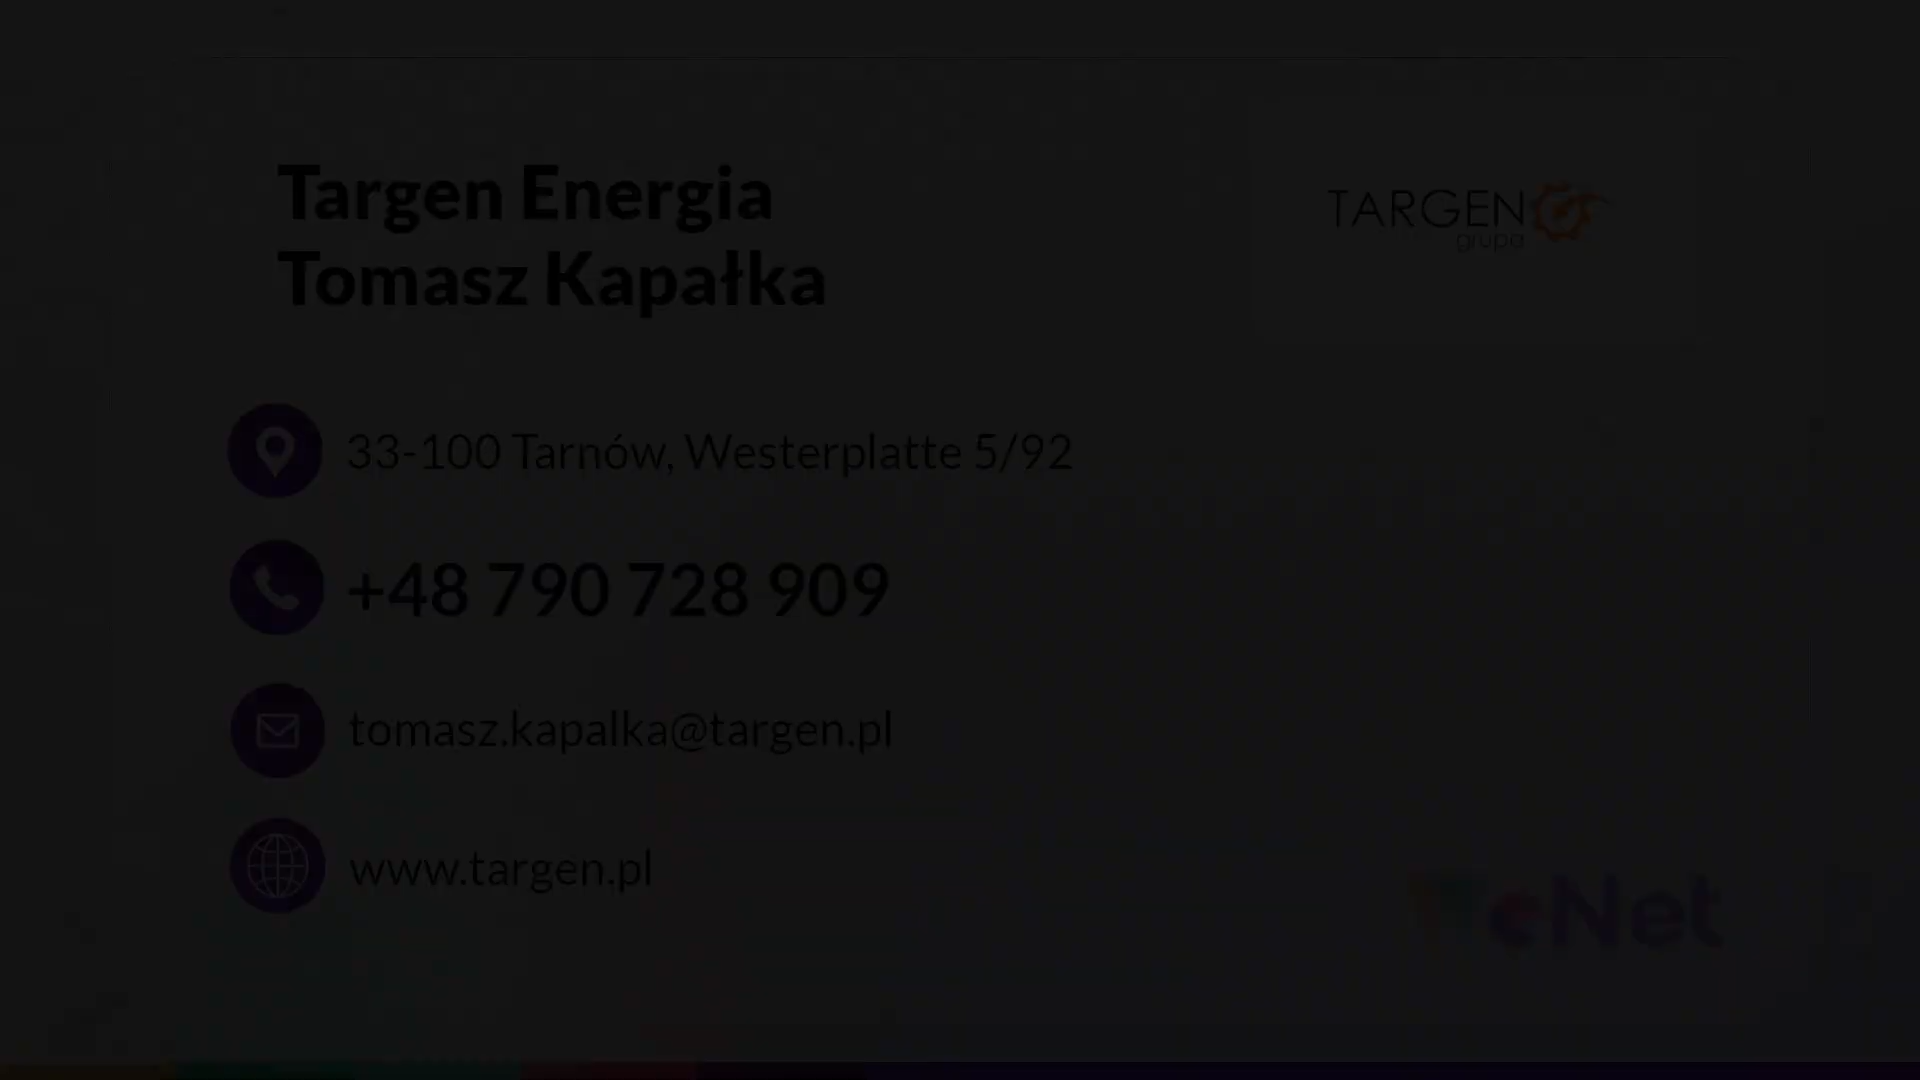 Targen Energia
Tomasz Kapałka
TARGEN
grupa
33-100 Tarnów, Westerplatte 5/92
+48 790 728 909
tomasz.kapalka@targen.pl
www.targen.pl
eNet